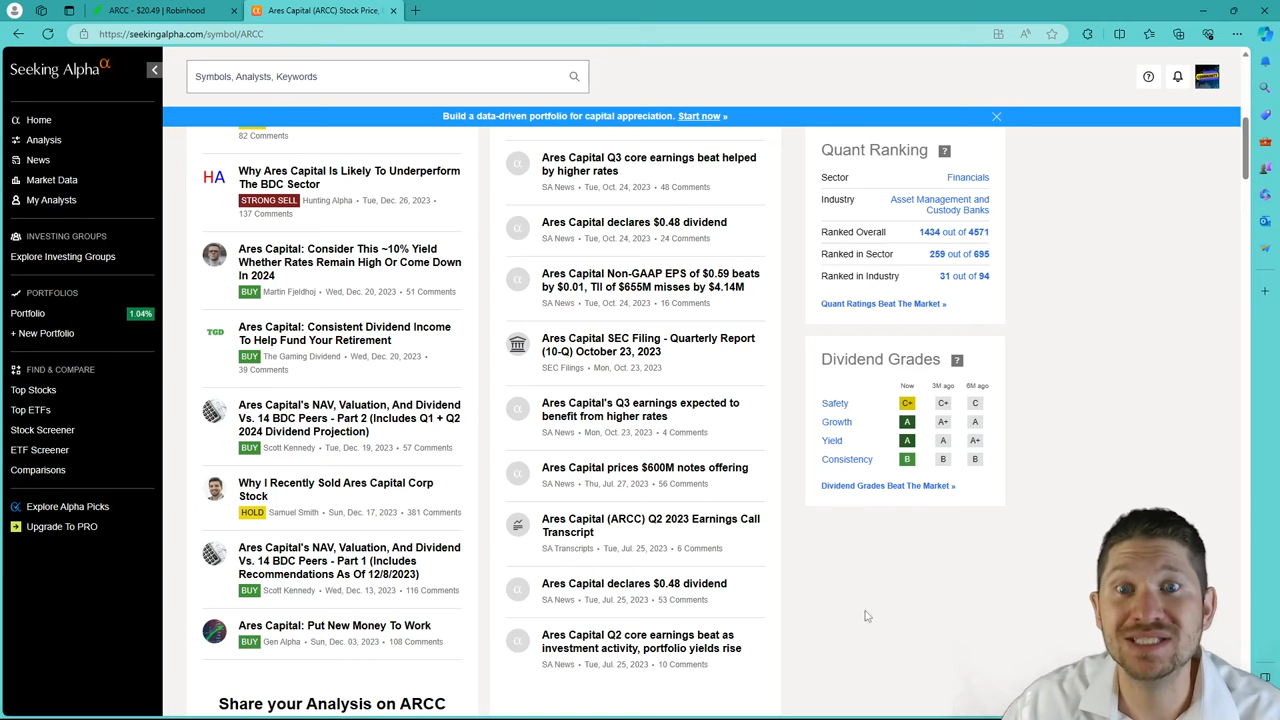 ARCC - $20.49 | Robinhood
Ares Capital (ARCC) Stock Price,
https://seekingalpha.com/symbol/ARCC
Seeking Alpha α
Symbols, Analysts, Keywords
Build a data-driven portfolio for capital appreciation. Start now »
Home
Analysis
News
Market Data
My Analysts
INVESTING GROUPS
Explore Investing Groups
PORTFOLIOS
Portfolio 1.04%
+ New Portfolio
FIND & COMPARE
Top Stocks
Top ETFs
Stock Screener
ETF Screener
Comparisons
Explore Alpha Picks
Upgrade To PRO
82 Comments
HA
Why Ares Capital Is Likely To Underperform
The BDC Sector
STRONG SELL Hunting Alpha • Tue, Dec. 26, 2023 •
137 Comments
Ares Capital: Consider This ~10% Yield
Whether Rates Remain High Or Come Down
In 2024
BUY Martin Fjeldhoj • Wed, Dec. 20, 2023 • 51 Comments
TGD
Ares Capital: Consistent Dividend Income
To Help Fund Your Retirement
BUY The Gaming Dividend • Wed, Dec. 20, 2023 •
39 Comments
Ares Capital's NAV, Valuation, And Dividend
Vs. 14 BDC Peers - Part 2 (Includes Q1 + Q2
2024 Dividend Projection)
BUY Scott Kennedy • Tue, Dec. 19, 2023 • 57 Comments
Why I Recently Sold Ares Capital Corp
Stock
HOLD Samuel Smith • Sun, Dec. 17, 2023 • 381 Comments
Ares Capital's NAV, Valuation, And Dividend
Vs. 14 BDC Peers - Part 1 (Includes
Recommendations As Of 12/8/2023)
BUY Scott Kennedy • Wed, Dec. 13, 2023 • 116 Comments
Ares Capital: Put New Money To Work
BUY Gen Alpha • Sun, Dec. 03, 2023 • 108 Comments
Share your Analysis on ARCC
Ares Capital Q3 core earnings beat helped
by higher rates
SA News • Tue, Oct. 24, 2023 • 48 Comments
Ares Capital declares $0.48 dividend
SA News • Tue, Oct. 24, 2023 • 24 Comments
Ares Capital Non-GAAP EPS of $0.59 beats
by $0.01, TII of $655M misses by $4.14M
SA News • Tue, Oct. 24, 2023 • 16 Comments
Ares Capital SEC Filing - Quarterly Report
(10-Q) October 23, 2023
SEC Filings • Mon, Oct. 23, 2023
Ares Capital's Q3 earnings expected to
benefit from higher rates
SA News • Mon, Oct. 23, 2023 • 4 Comments
Ares Capital prices $600M notes offering
SA News • Thu, Jul. 27, 2023 • 56 Comments
Ares Capital (ARCC) Q2 2023 Earnings Call
Transcript
SA Transcripts • Tue, Jul. 25, 2023 • 6 Comments
Ares Capital declares $0.48 dividend
SA News • Tue, Jul. 25, 2023 • 53 Comments
Ares Capital Q2 core earnings beat as
investment activity, portfolio yields rise
SA News • Tue, Jul. 25, 2023 • 10 Comments
Quant Ranking ?
Sector Financials
Industry Asset Management and
Custody Banks
Ranked Overall 1434 out of 4571
Ranked in Sector 259 out of 695
Ranked in Industry 31 out of 94
Quant Ratings Beat The Market »
Dividend Grades ?
Now 3M ago 6M ago
Safety C+ C+ C
Growth A A+ A
Yield A A A+
Consistency B B B
Dividend Grades Beat The Market »